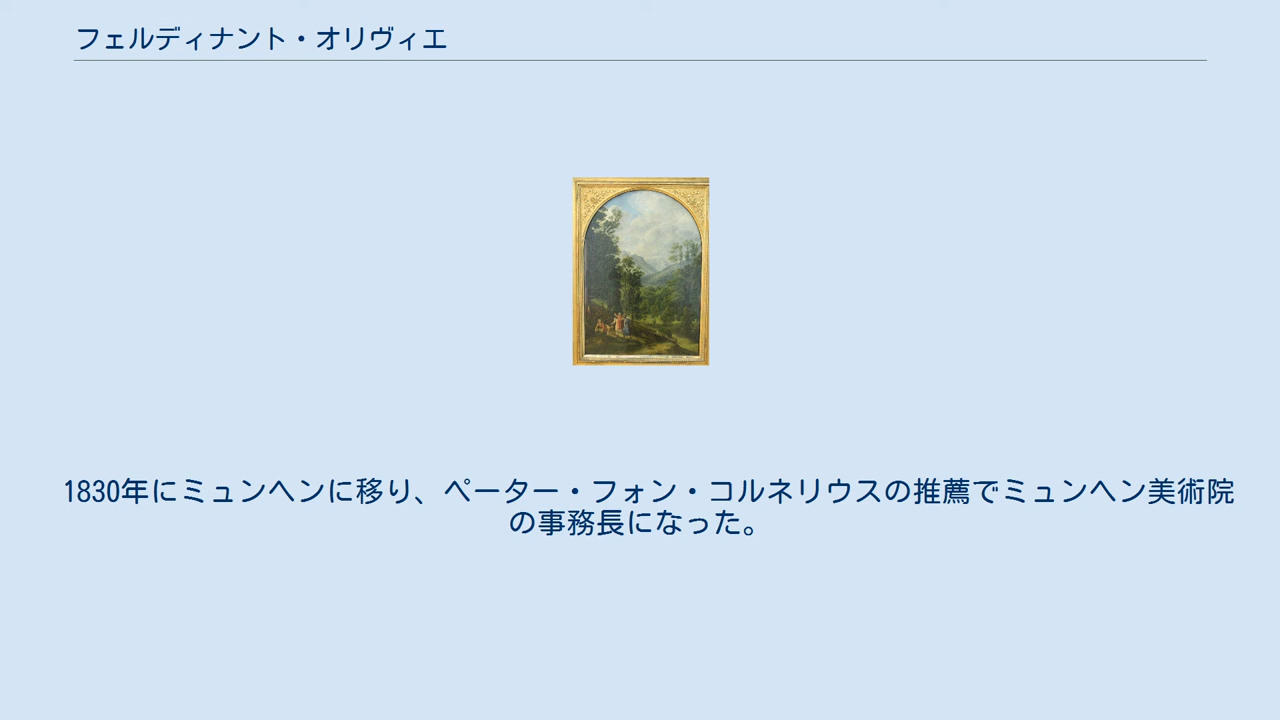 フェルディナント・オリヴィエ
1830年にミュンヘンに移り、ペーター・フォン・コルネリウスの推薦でミュンヘン美術院
の事務長になった。